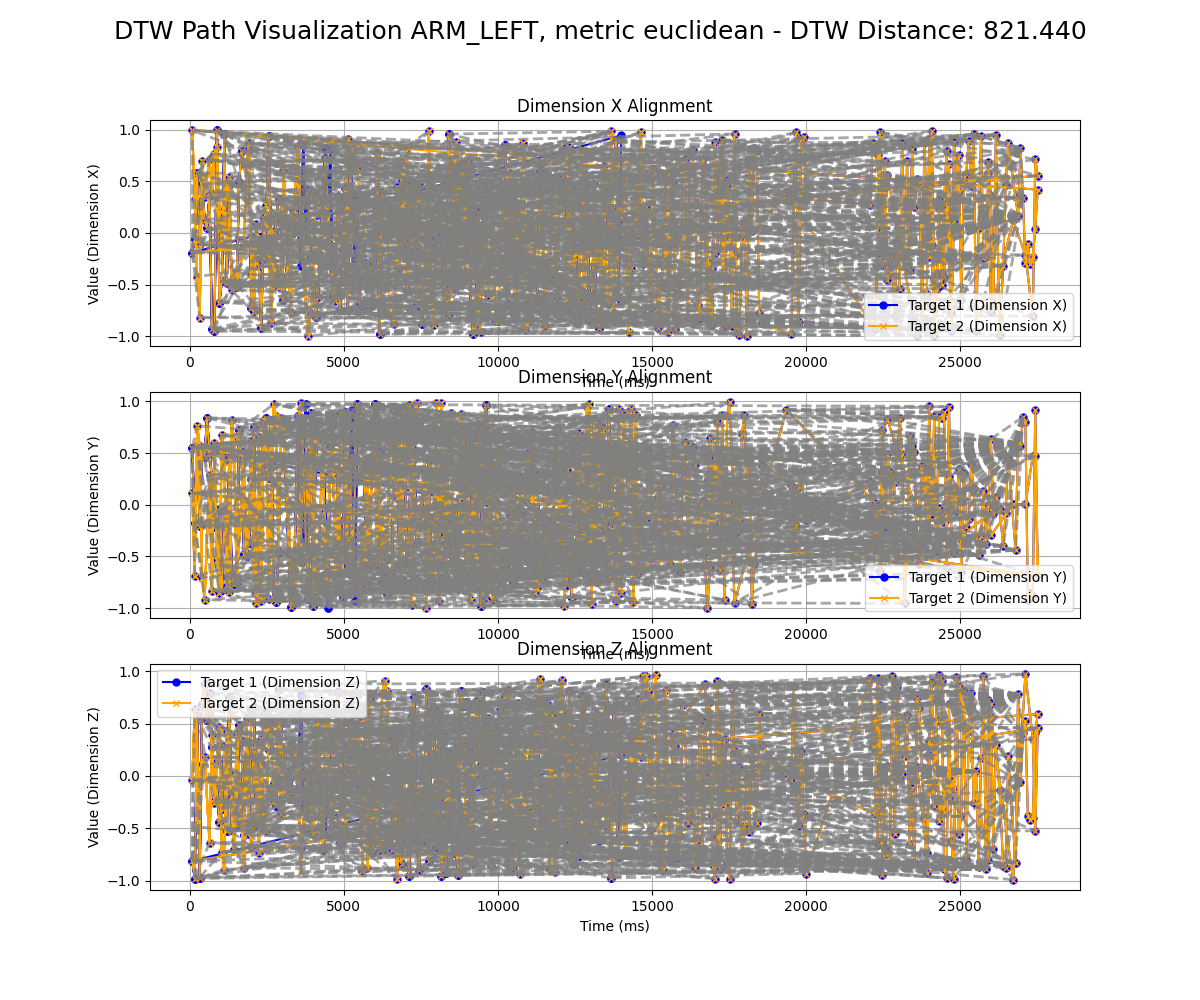 DTW Path Visualization ARM_LEFT, metric euclidean - DTW Distance: 821.440
Dimension X Alignment
Value (Dimension X)
1.0
0.5
0.0
−0.5
−1.0
Target 1 (Dimension X)
Target 2 (Dimension X)
0 5000 10000 15000 20000 25000
Time (ms)
Dimension Y Alignment
Value (Dimension Y)
1.0
0.5
0.0
−0.5
−1.0
Target 1 (Dimension Y)
Target 2 (Dimension Y)
0 5000 10000 15000 20000 25000
Time (ms)
Dimension Z Alignment
Value (Dimension Z)
1.0
0.5
0.0
−0.5
−1.0
Target 1 (Dimension Z)
Target 2 (Dimension Z)
0 5000 10000 15000 20000 25000
Time (ms)